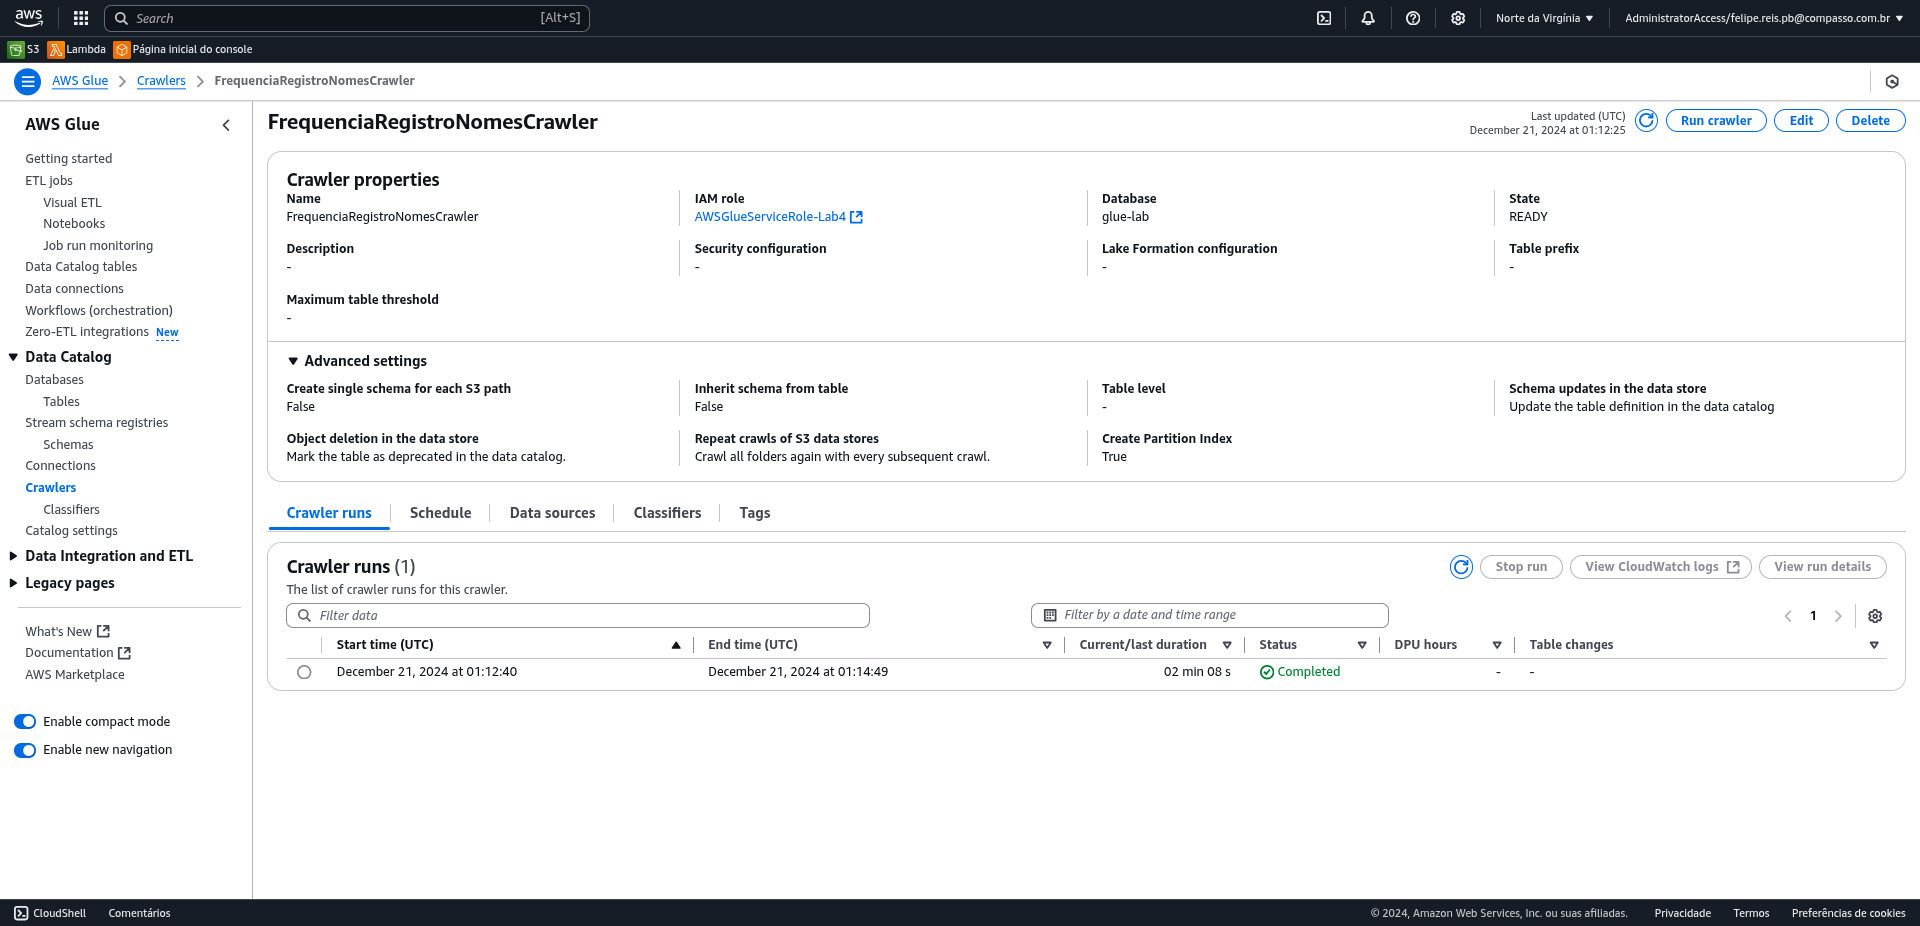 aws
Search
[Alt+S]
Norte da Virgínia
AdministratorAccess/felipe.reis.pb@compasso.com.br
S3
Lambda
Página inicial do console
AWS Glue
Crawlers
FrequenciaRegistroNomesCrawler
AWS Glue
Getting started
ETL jobs
Visual ETL
Notebooks
Job run monitoring
Data Catalog tables
Data connections
Workflows (orchestration)
Zero-ETL integrations New
Data Catalog
Databases
Tables
Stream schema registries
Schemas
Connections
Crawlers
Classifiers
Catalog settings
Data Integration and ETL
Legacy pages
What's New
Documentation
AWS Marketplace
Enable compact mode
Enable new navigation
FrequenciaRegistroNomesCrawler
Last updated (UTC)
December 21, 2024 at 01:12:25
Run crawler
Edit
Delete
Crawler properties
Name
FrequenciaRegistroNomesCrawler
IAM role
AWSGlueServiceRole-Lab4
Database
glue-lab
State
READY
Description
-
Security configuration
-
Lake Formation configuration
-
Table prefix
-
Maximum table threshold
-
Advanced settings
Create single schema for each S3 path
False
Inherit schema from table
False
Table level
-
Schema updates in the data store
Update the table definition in the data catalog
Object deletion in the data store
Mark the table as deprecated in the data catalog.
Repeat crawls of S3 data stores
Crawl all folders again with every subsequent crawl.
Create Partition Index
True
Crawler runs
Schedule
Data sources
Classifiers
Tags
Crawler runs (1)
The list of crawler runs for this crawler.
Stop run
View CloudWatch logs
View run details
Filter data
Filter by a date and time range
1
Start time (UTC)
End time (UTC)
Current/last duration
Status
DPU hours
Table changes
December 21, 2024 at 01:12:40
December 21, 2024 at 01:14:49
02 min 08 s
Completed
-
-
CloudShell
Comentários
© 2024, Amazon Web Services, Inc. ou suas afiliadas.
Privacidade
Termos
Preferências de cookies